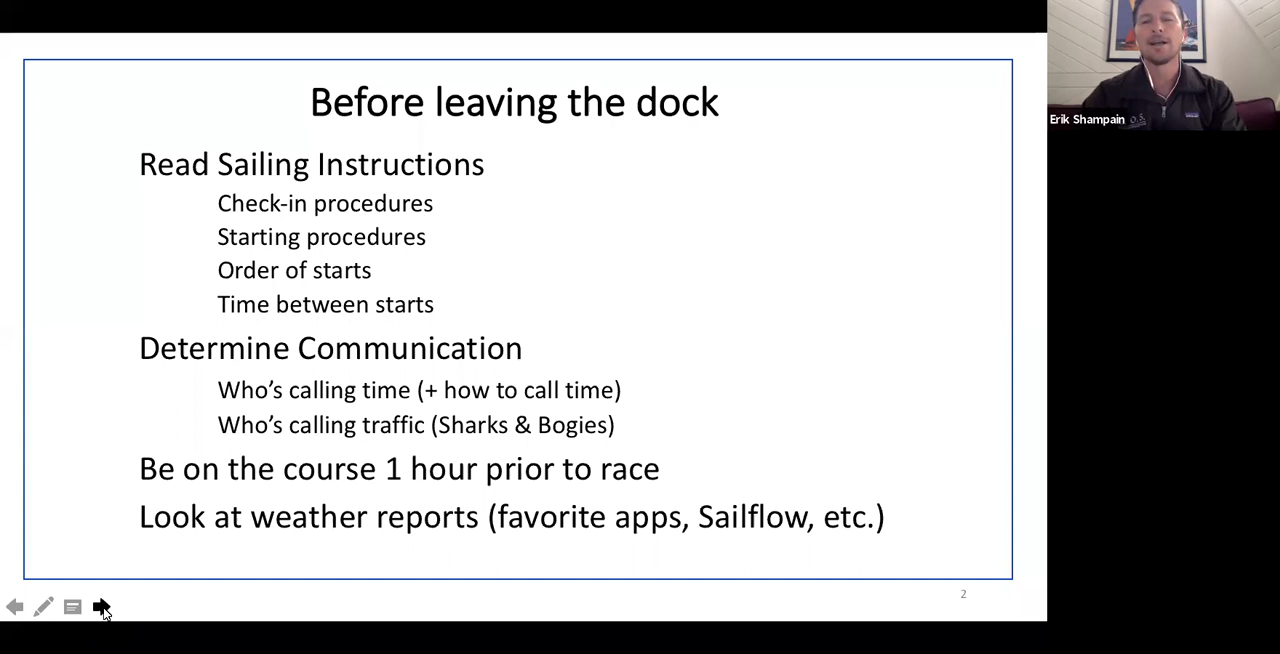 Before leaving the dock
Read Sailing Instructions
Check-in procedures
Starting procedures
Order of starts
Time between starts
Determine Communication
Who's calling time (+ how to call time)
Who's calling traffic (Sharks & Bogies)
Be on the course 1 hour prior to race
Look at weather reports (favorite apps, Sailflow, etc.)
2
Erik Shampain